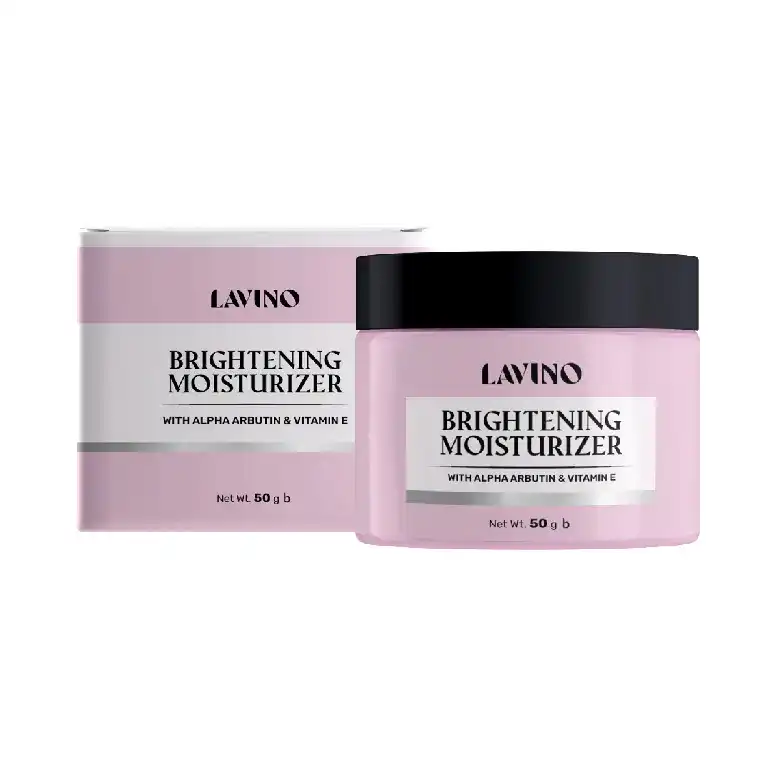 LAVINO
BRIGHTENING
MOISTURIZER
WITH ALPHA ARBUTIN & VITAMIN E
Net Wt. 50 g b
LAVINO
BRIGHTENING
MOISTURIZER
WITH ALPHA ARBUTIN & VITAMIN E
Net Wt. 50 g b